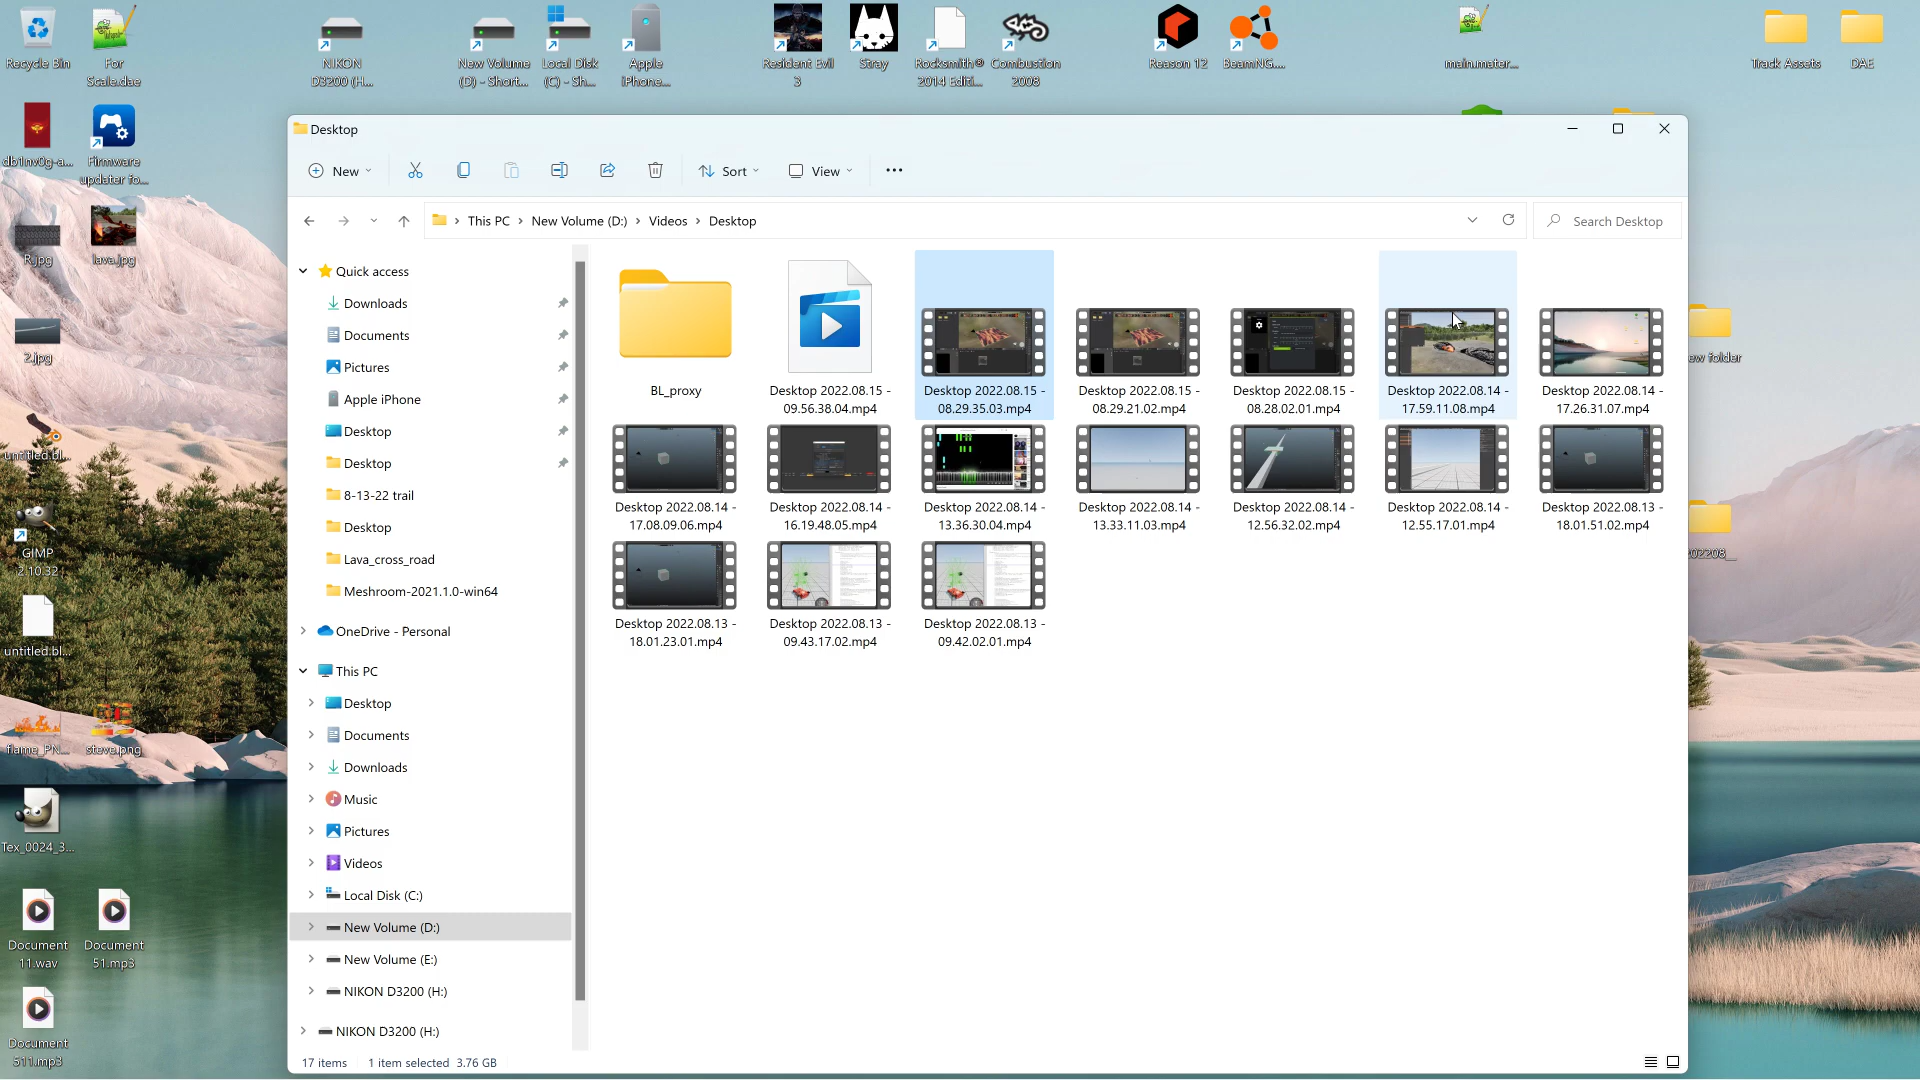 Recycle Bin
For
Scale.dae
NIKON
D3200 (H...
New Volume
(D) - Short...
Local Disk
(C) - Sh...
Apple
iPhone...
Resident Evil
3
Stray
Rocksmith®
2014 Editi...
Combustion
2008
Reason 12
BeamNG....
main.mater...
Track Assets
DAE
db1nv0g-a...
Firmware
updater fo...
R.jpg
lava.jpg
2.jpg
untitled.bl...
GIMP
2.10.32
untitled.bl...
flame_PN...
steve.png
Tex_0024_3...
Document
11.wav
Document
51.mp3
Document
511.mp3
ew folder
202208__
Desktop
New
Sort
View
This PC
New Volume (D:)
Videos
Desktop
Search Desktop
Quick access
Downloads
Documents
Pictures
Apple iPhone
Desktop
Desktop
8-13-22 trail
Desktop
Lava_cross_road
Meshroom-2021.1.0-win64
OneDrive - Personal
This PC
Desktop
Documents
Downloads
Music
Pictures
Videos
Local Disk (C:)
New Volume (D:)
New Volume (E:)
NIKON D3200 (H:)
NIKON D3200 (H:)
BL_proxy
Desktop 2022.08.15 -
09.56.38.04.mp4
Desktop 2022.08.15 -
08.29.35.03.mp4
Desktop 2022.08.15 -
08.29.21.02.mp4
Desktop 2022.08.15 -
08.28.02.01.mp4
Desktop 2022.08.14 -
17.59.11.08.mp4
Desktop 2022.08.14 -
17.26.31.07.mp4
Desktop 2022.08.14 -
17.08.09.06.mp4
Desktop 2022.08.14 -
16.19.48.05.mp4
Desktop 2022.08.14 -
13.36.30.04.mp4
Desktop 2022.08.14 -
13.33.11.03.mp4
Desktop 2022.08.14 -
12.56.32.02.mp4
Desktop 2022.08.14 -
12.55.17.01.mp4
Desktop 2022.08.13 -
18.01.51.02.mp4
Desktop 2022.08.13 -
18.01.23.01.mp4
Desktop 2022.08.13 -
09.43.17.02.mp4
Desktop 2022.08.13 -
09.42.02.01.mp4
17 items
1 item selected 3.76 GB